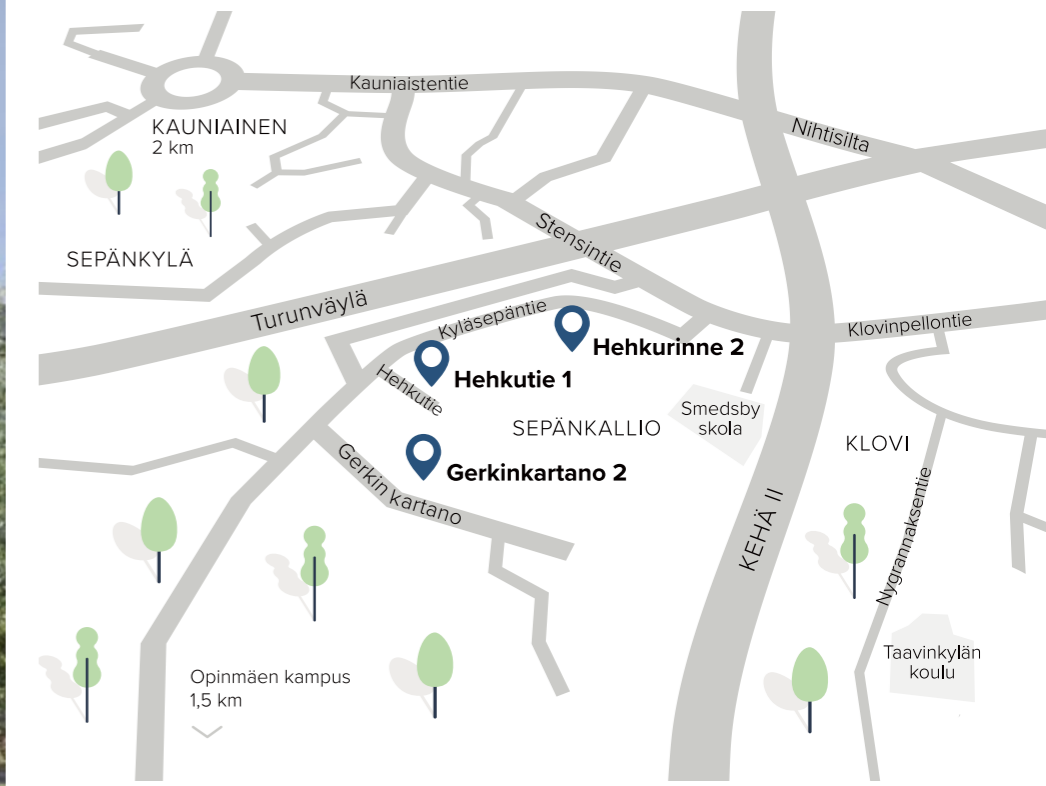 Kauniaistentie
KAUNIAINEN
2 km
Nihtisilta
Stensintie
SEPÄNKYLÄ
Turunväylä
Kyläsepäntie
Klovinpellontie
Hehkurinne 2
Hehkutie 1
Hehkutie
Smedsby
skola
SEPÄNKALLIO
KLOVI
Gerkinkartano 2
Gerkin kartano
KEHÄ II
Nygrannaksentie
Taavinkylän
koulu
Opinmäen kampus
1,5 km